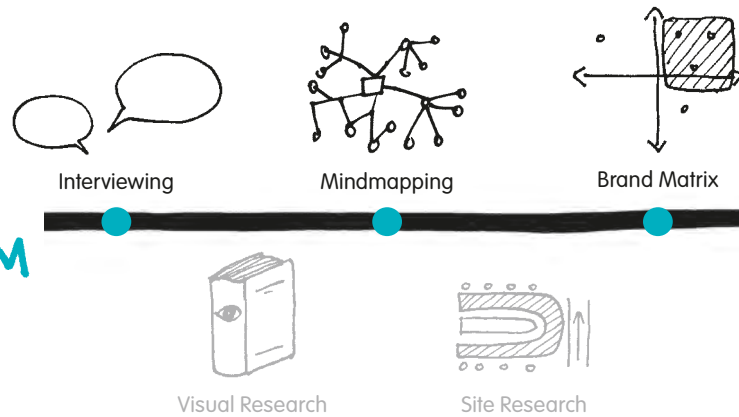 Interviewing
Mindmapping
Brand Matrix
M
Visual Research
Site Research